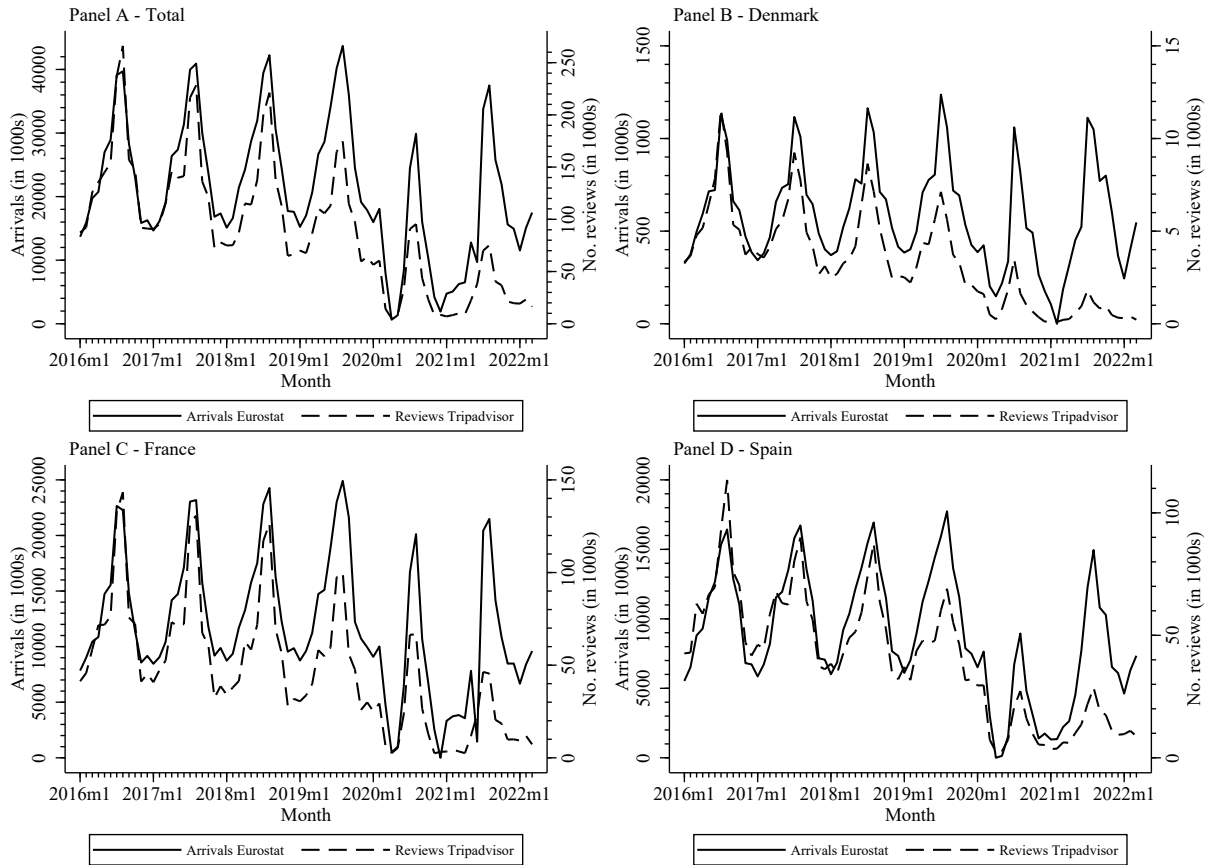 Panel A - Total
Arrivals (in 1000s)
0 10000 20000 30000 40000
No. reviews (in 1000s)
0 50 100 150 200 250
2016m1 2017m1 2018m1 2019m1 2020m1 2021m1 2022m1
Month
Arrivals Eurostat Reviews Tripadvisor
Panel B - Denmark
Arrivals (in 1000s)
0 500 1000 1500
No. reviews (in 1000s)
0 5 10 15
2016m1 2017m1 2018m1 2019m1 2020m1 2021m1 2022m1
Month
Arrivals Eurostat Reviews Tripadvisor
Panel C - France
Arrivals (in 1000s)
0 5000 10000 15000 20000 25000
No. reviews (in 1000s)
0 50 100 150
2016m1 2017m1 2018m1 2019m1 2020m1 2021m1 2022m1
Month
Arrivals Eurostat Reviews Tripadvisor
Panel D - Spain
Arrivals (in 1000s)
0 5000 10000 15000 20000
No. reviews (in 1000s)
0 50 100
2016m1 2017m1 2018m1 2019m1 2020m1 2021m1 2022m1
Month
Arrivals Eurostat Reviews Tripadvisor